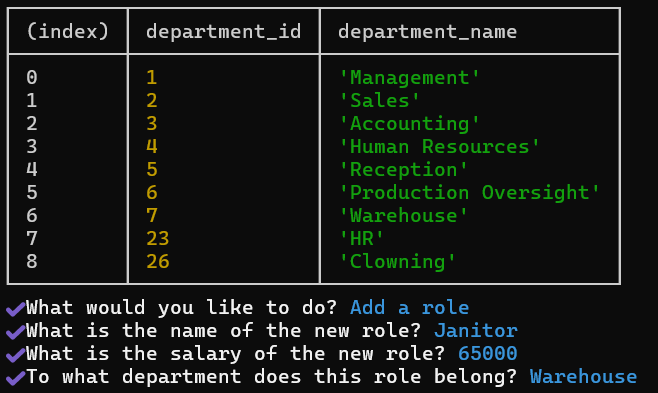 (index) department_id department_name
0 1 'Management'
1 2 'Sales'
2 3 'Accounting'
3 4 'Human Resources'
4 5 'Reception'
5 6 'Production Oversight'
6 7 'Warehouse'
7 23 'HR'
8 26 'Clowning'
What would you like to do? Add a role
What is the name of the new role? Janitor
What is the salary of the new role? 65000
To what department does this role belong? Warehouse